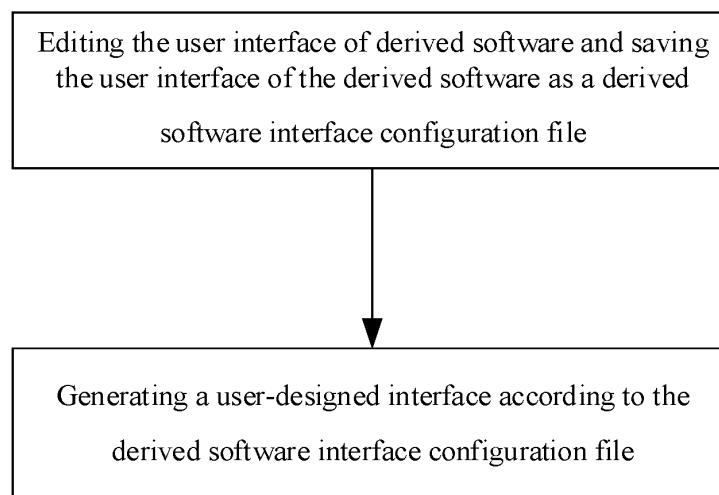 Editing the user interface of derived software and saving
the user interface of the derived software as a derived
software interface configuration file
Generating a user-designed interface according to the
derived software interface configuration file